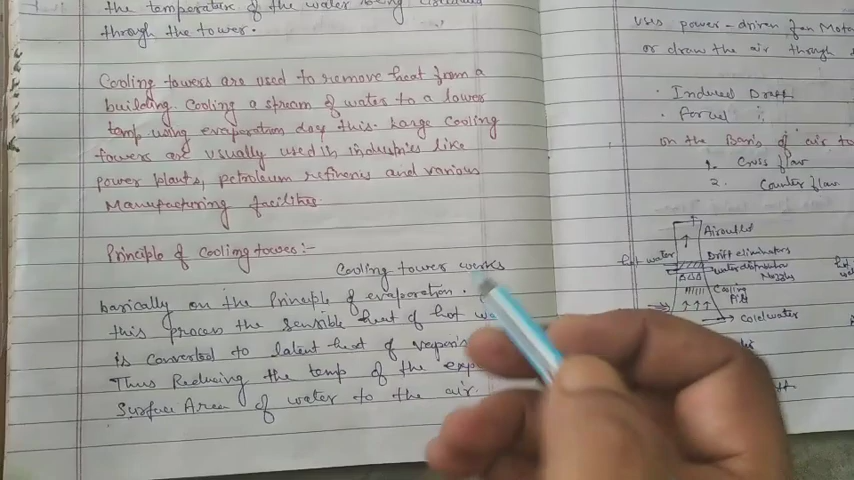 the temperature of the water being
through the tower.
Cooling towers are used to remove heat from a
building. Cooling a stream of water to a lower
temp using evaporation does this. Large Cooling
towers are usually used in industries like
power plants, petroleum refineries and various
Manufacturing facilities.
Principle of Cooling tower:-
Cooling tower works
basically on the Principle of evaporation.
this process the sensible heat of hot
is Converted to latent heat of
Thus Reducing the temp of the
Surface Area of water to the air.
uses power-driven fan
or draw the air through
• Induced Draft
• Forced "
on the Basis of air
1. Cross flow
2. Counter flow
Air outlet
hot water
Drift eliminators
water distribution
Nozzles
Cooling
Fill
cold water